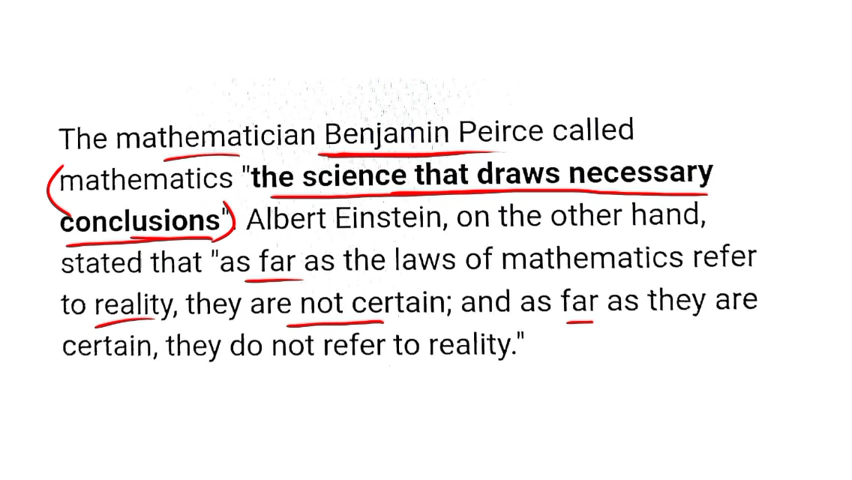 The mathematician Benjamin Peirce called
mathematics "the science that draws necessary
conclusions". Albert Einstein, on the other hand,
stated that "as far as the laws of mathematics refer
to reality, they are not certain; and as far as they are
certain, they do not refer to reality."